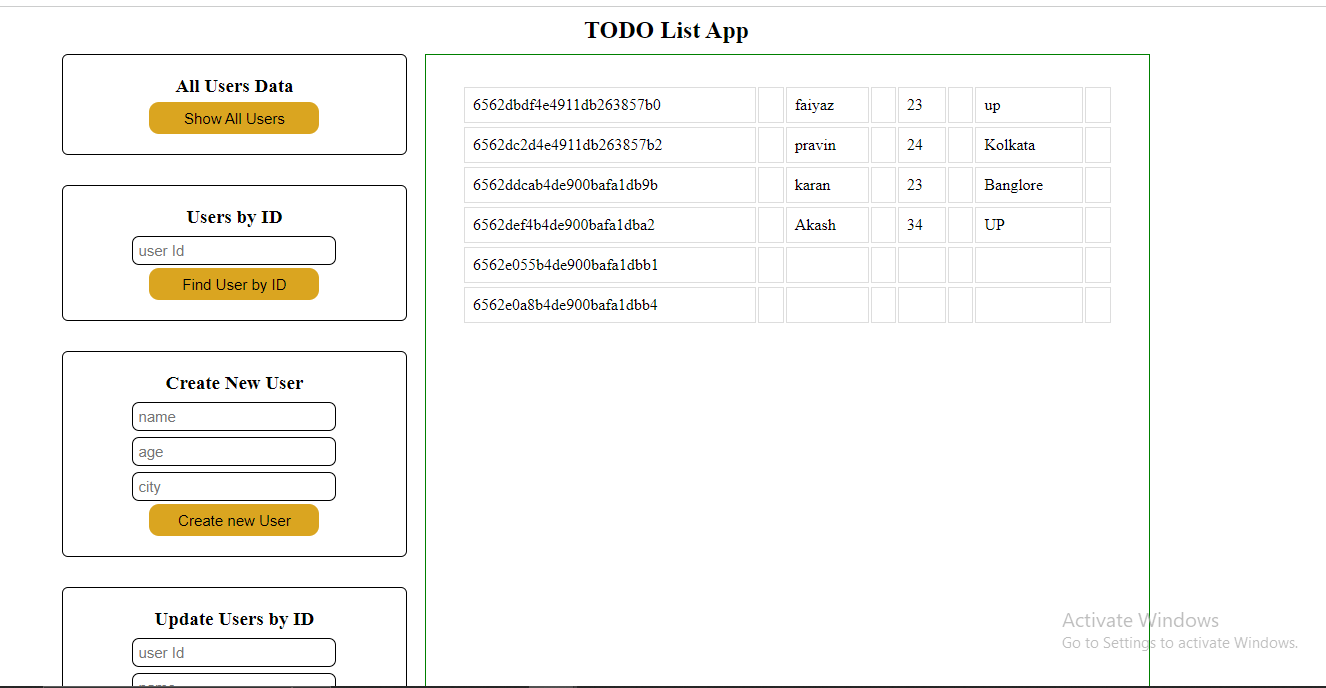 TODO List App
All Users Data
Show All Users
Users by ID
user Id
Find User by ID
Create New User
name
age
city
Create new User
Update Users by ID
user Id
name
6562dbdf4e4911db263857b0 faiyaz 23 up
6562dc2d4e4911db263857b2 pravin 24 Kolkata
6562ddcab4de900bafa1db9b karan 23 Banglore
6562def4b4de900bafa1dba2 Akash 34 UP
6562e055b4de900bafa1dbb1
6562e0a8b4de900bafa1dbb4
Activate Windows
Go to Settings to activate Windows.